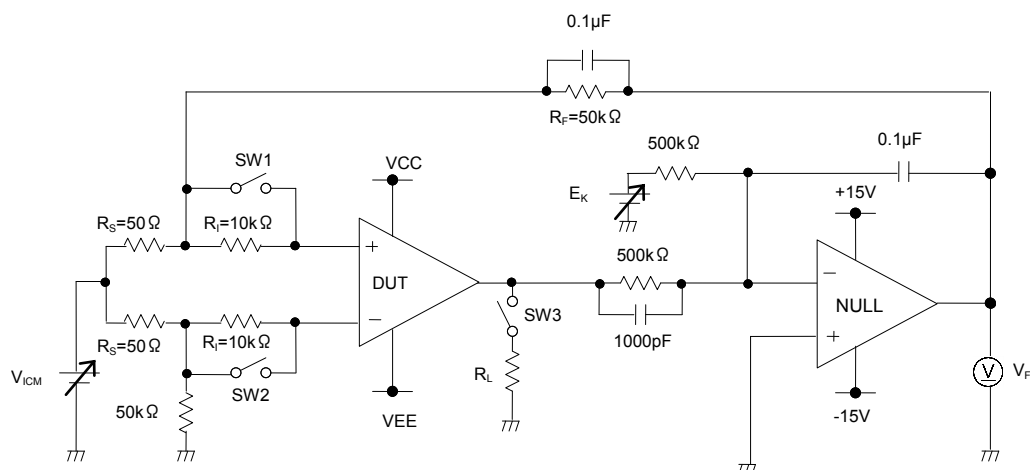 0.1µF
RF=50kΩ
0.1µF
500kΩ
SW1
VCC
EK
+15V
RS=50Ω
RI=10kΩ
500kΩ
+
DUT
−
−
NULL
+
SW3
RS=50Ω
RI=10kΩ
1000pF
VICM
SW2
RL
V
VF
50kΩ
VEE
-15V